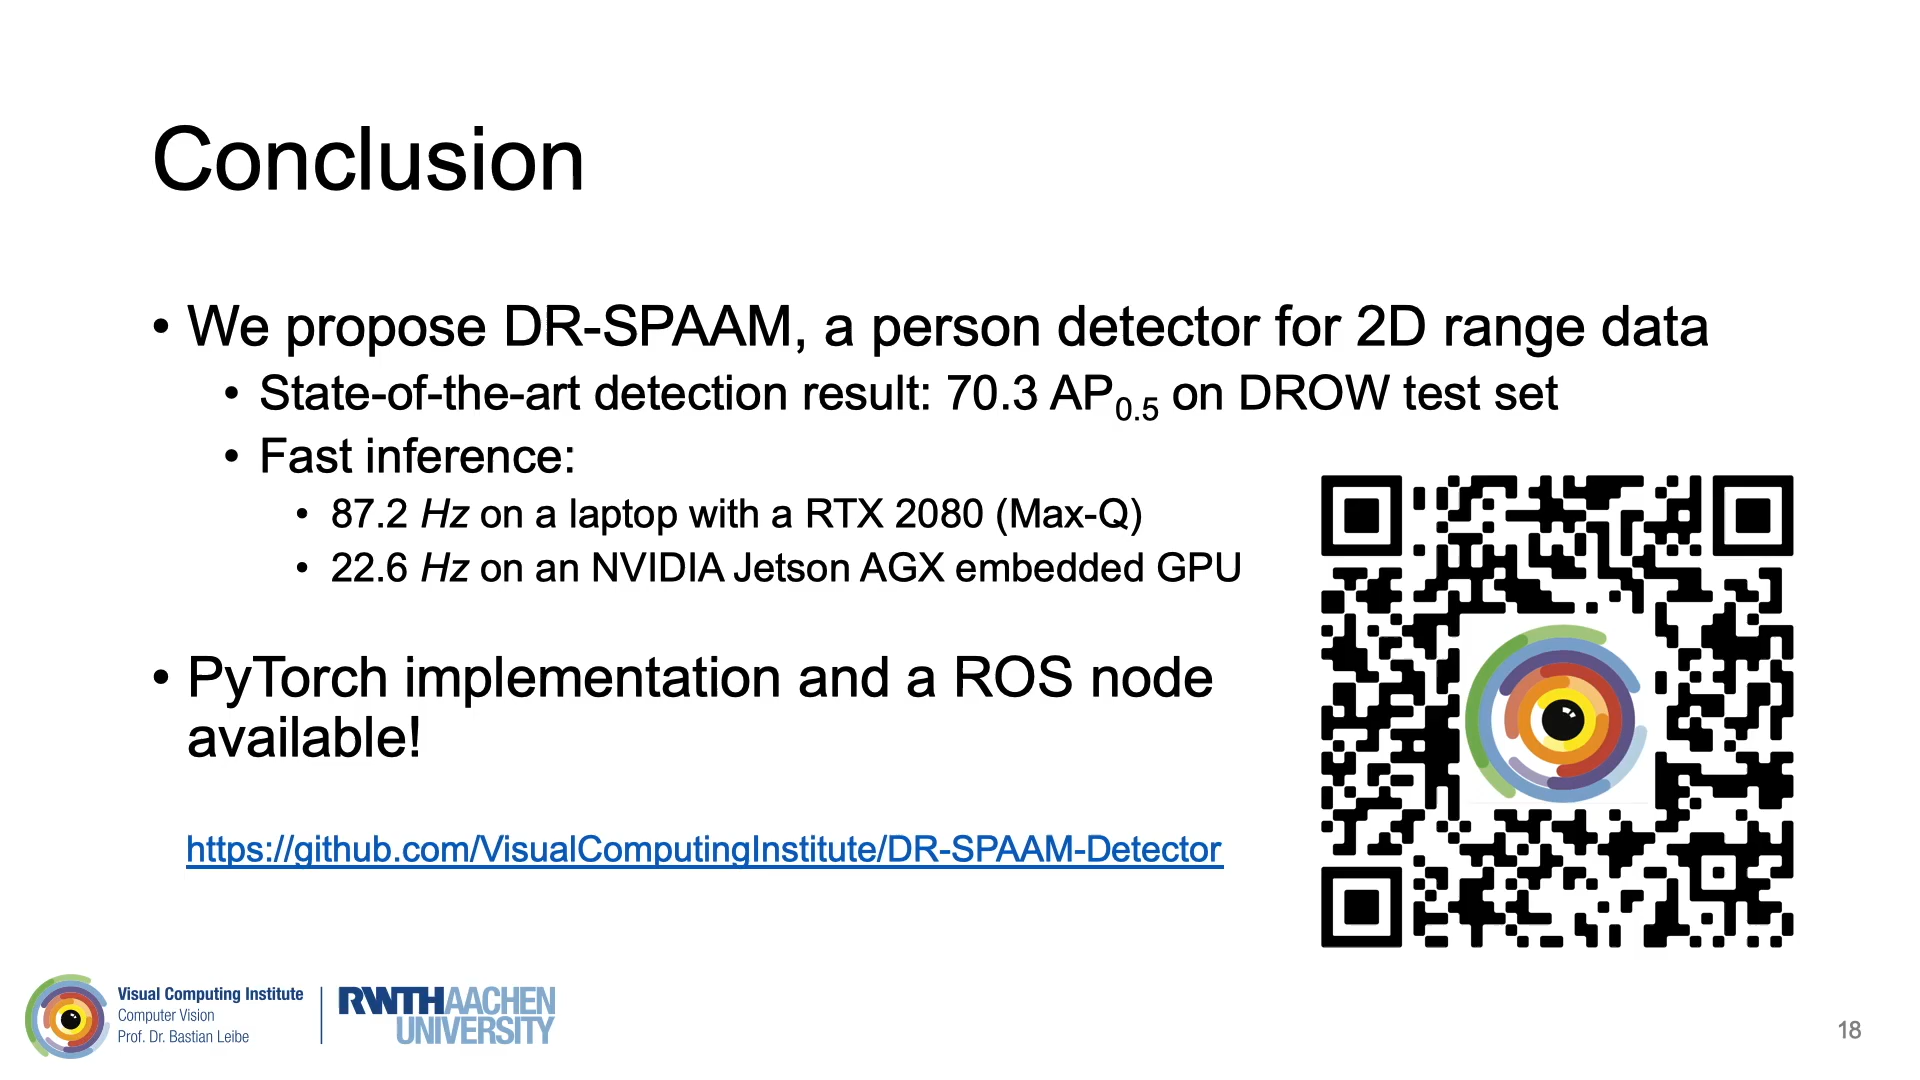 Conclusion
• We propose DR-SPAAM, a person detector for 2D range data
• State-of-the-art detection result: 70.3 AP0.5 on DROW test set
• Fast inference:
• 87.2 Hz on a laptop with a RTX 2080 (Max-Q)
• 22.6 Hz on an NVIDIA Jetson AGX embedded GPU
• PyTorch implementation and a ROS node
available!
https://github.com/VisualComputingInstitute/DR-SPAAM-Detector
Visual Computing Institute
Computer Vision
Prof. Dr. Bastian Leibe
RWTHAACHEN
UNIVERSITY
18